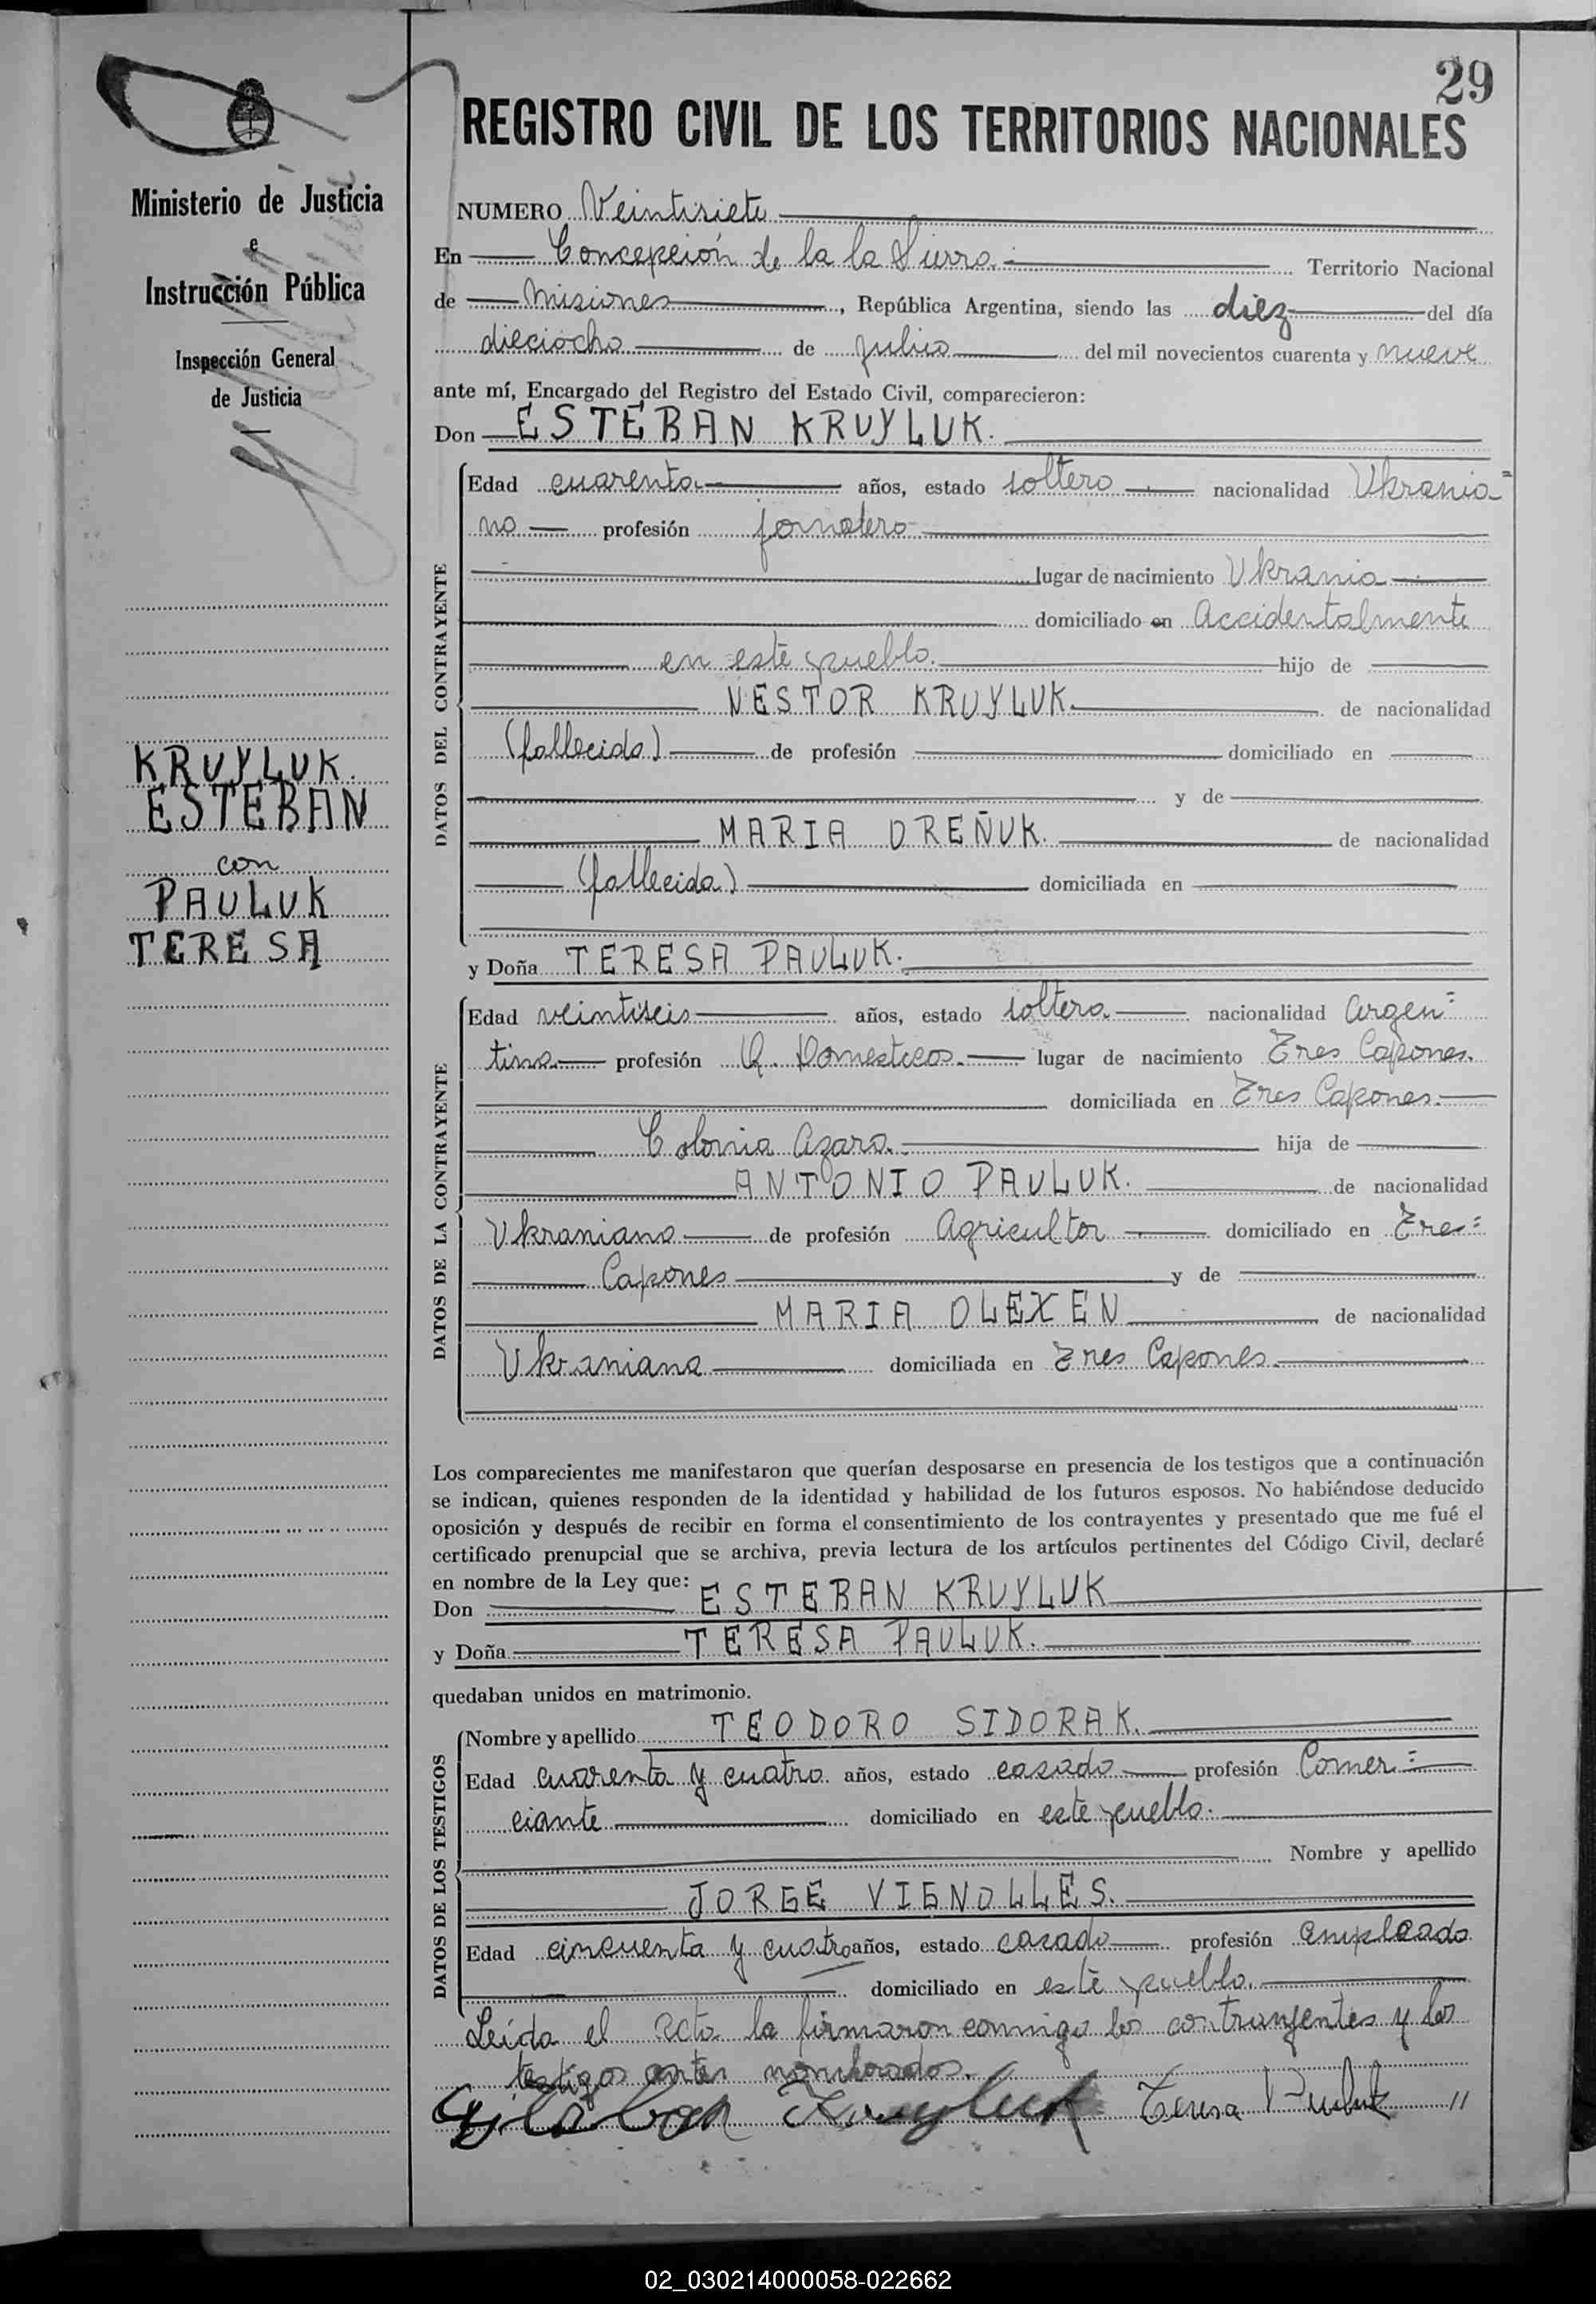 29
REGISTRO CIVIL DE LOS TERRITORIOS NACIONALES
Ministerio de Justicia
e
Instrucción Pública
Inspección General
de Justicia
KRUYLUK.
ESTEBAN
con
PAULUK
TERESA
NUMERO Veintisiete
En Concepción de la la Sierra. Territorio Nacional
de Misiones, República Argentina, siendo las diez del día
dieciocho de julio del mil novecientos cuarenta y nueve
ante mí, Encargado del Registro del Estado Civil, comparecieron:
Don ESTEBAN KRUYLUK.
DATOS DEL CONTRAYENTE
Edad cuarenta años, estado soltero nacionalidad Ukrania=
no profesión jornalero
lugar de nacimiento Ukrania
domiciliado en Accidentalmente
en este pueblo. hijo de
NESTOR KRUYLUK. de nacionalidad
(fallecido) de profesión domiciliado en
y de
MARIA OREÑUK. de nacionalidad
(fallecida) domiciliada en
y Doña TERESA PAULUK.
DATOS DE LA CONTRAYENTE
Edad veintiseis años, estado soltera nacionalidad argen=
tina profesión Q. Domesticos. lugar de nacimiento Tres Capones.
domiciliada en Tres Capones.
Colonia Azara. hija de
ANTONIO PAULUK. de nacionalidad
Ukraniano de profesión Agricultor domiciliado en Tres=
Capones y de
MARIA OLEXEN de nacionalidad
Ukraniana domiciliada en Tres Capones.
Los comparecientes me manifestaron que querían desposarse en presencia de los testigos que a continuación
se indican, quienes responden de la identidad y habilidad de los futuros esposos. No habiéndose deducido
oposición y después de recibir en forma el consentimiento de los contrayentes y presentado que me fué el
certificado prenupcial que se archiva, previa lectura de los artículos pertinentes del Código Civil, declaré
en nombre de la Ley que:
Don ESTEBAN KRUYLUK
y Doña TERESA PAULUK.
quedaban unidos en matrimonio.
DATOS DE LOS TESTIGOS
Nombre y apellido TEODORO SIDORAK.
Edad cuarenta y cuatro años, estado casado profesión Comer=
ciante domiciliado en este pueblo.
Nombre y apellido
JORGE VIGNOLLES.
Edad cincuenta y cuatro años, estado casado profesión empleado
domiciliado en este pueblo.
Leída el acta la firmaron conmigo los contrayentes y los
testigos antes nombrados.
Esteban Kruyluk Teresa Pauluk "
02_030214000058-022662